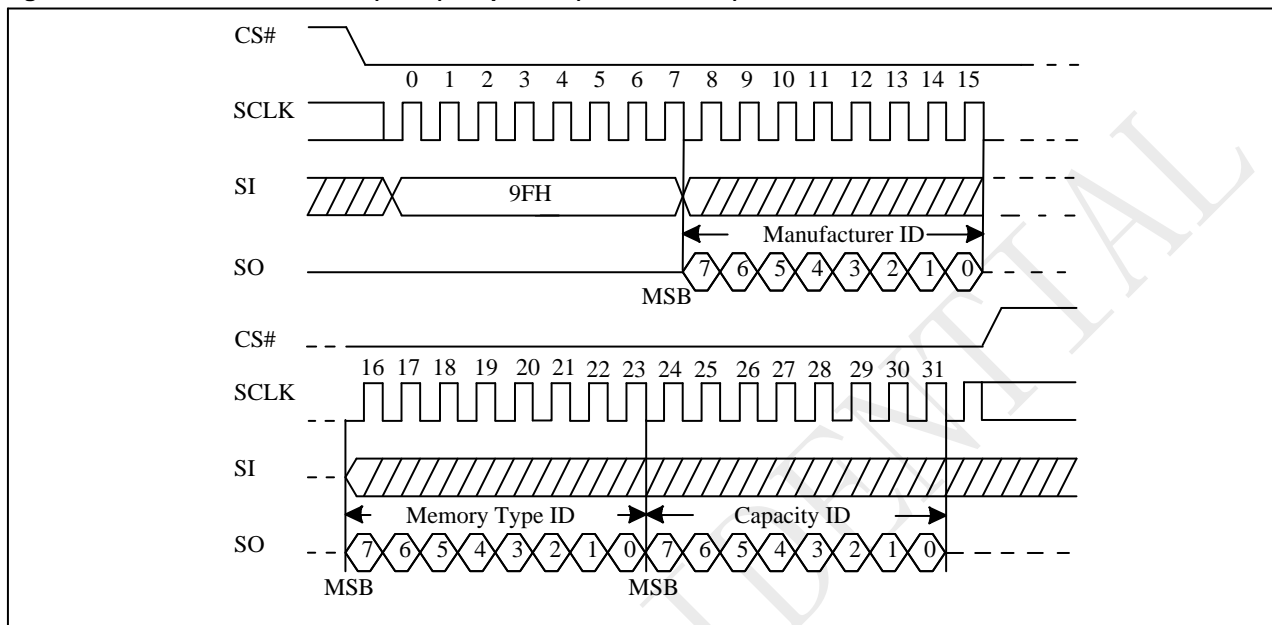 CS#
0 1 2 3 4 5 6 7 8 9 10 11 12 13 14 15
SCLK
SI
9FH
Manufacturer ID
SO
7 6 5 4 3 2 1 0
MSB
CS#
16 17 18 19 20 21 22 23 24 25 26 27 28 29 30 31
SCLK
SI
Memory Type ID Capacity ID
SO
7 6 5 4 3 2 1 0 7 6 5 4 3 2 1 0
MSB MSB
IDENTIAL